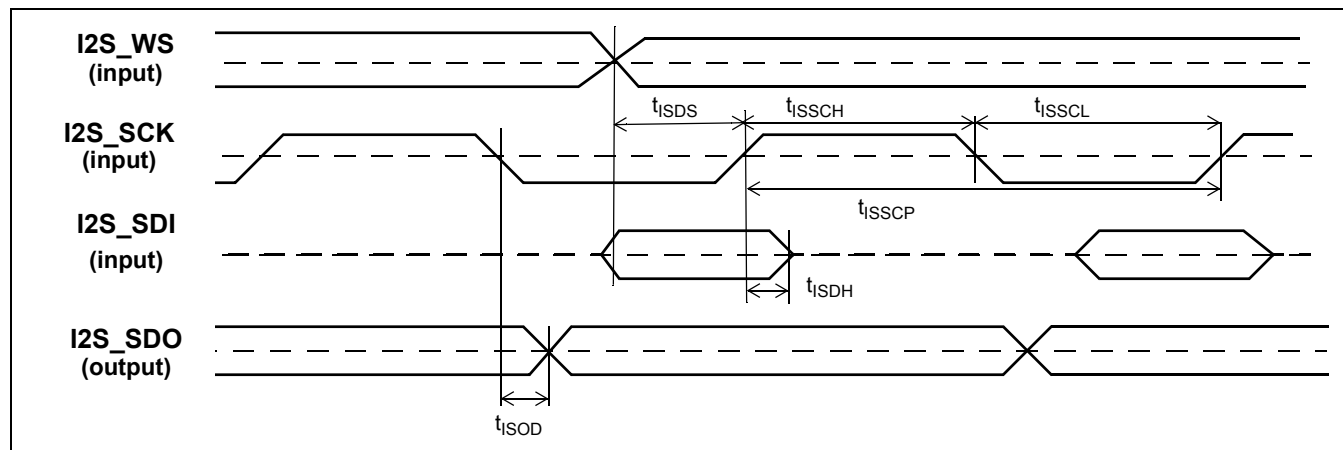 I2S_WS
(input)
tISDS
tISSCH
tISSCL
I2S_SCK
(input)
tISSCP
I2S_SDI
(input)
tISDH
I2S_SDO
(output)
tISOD